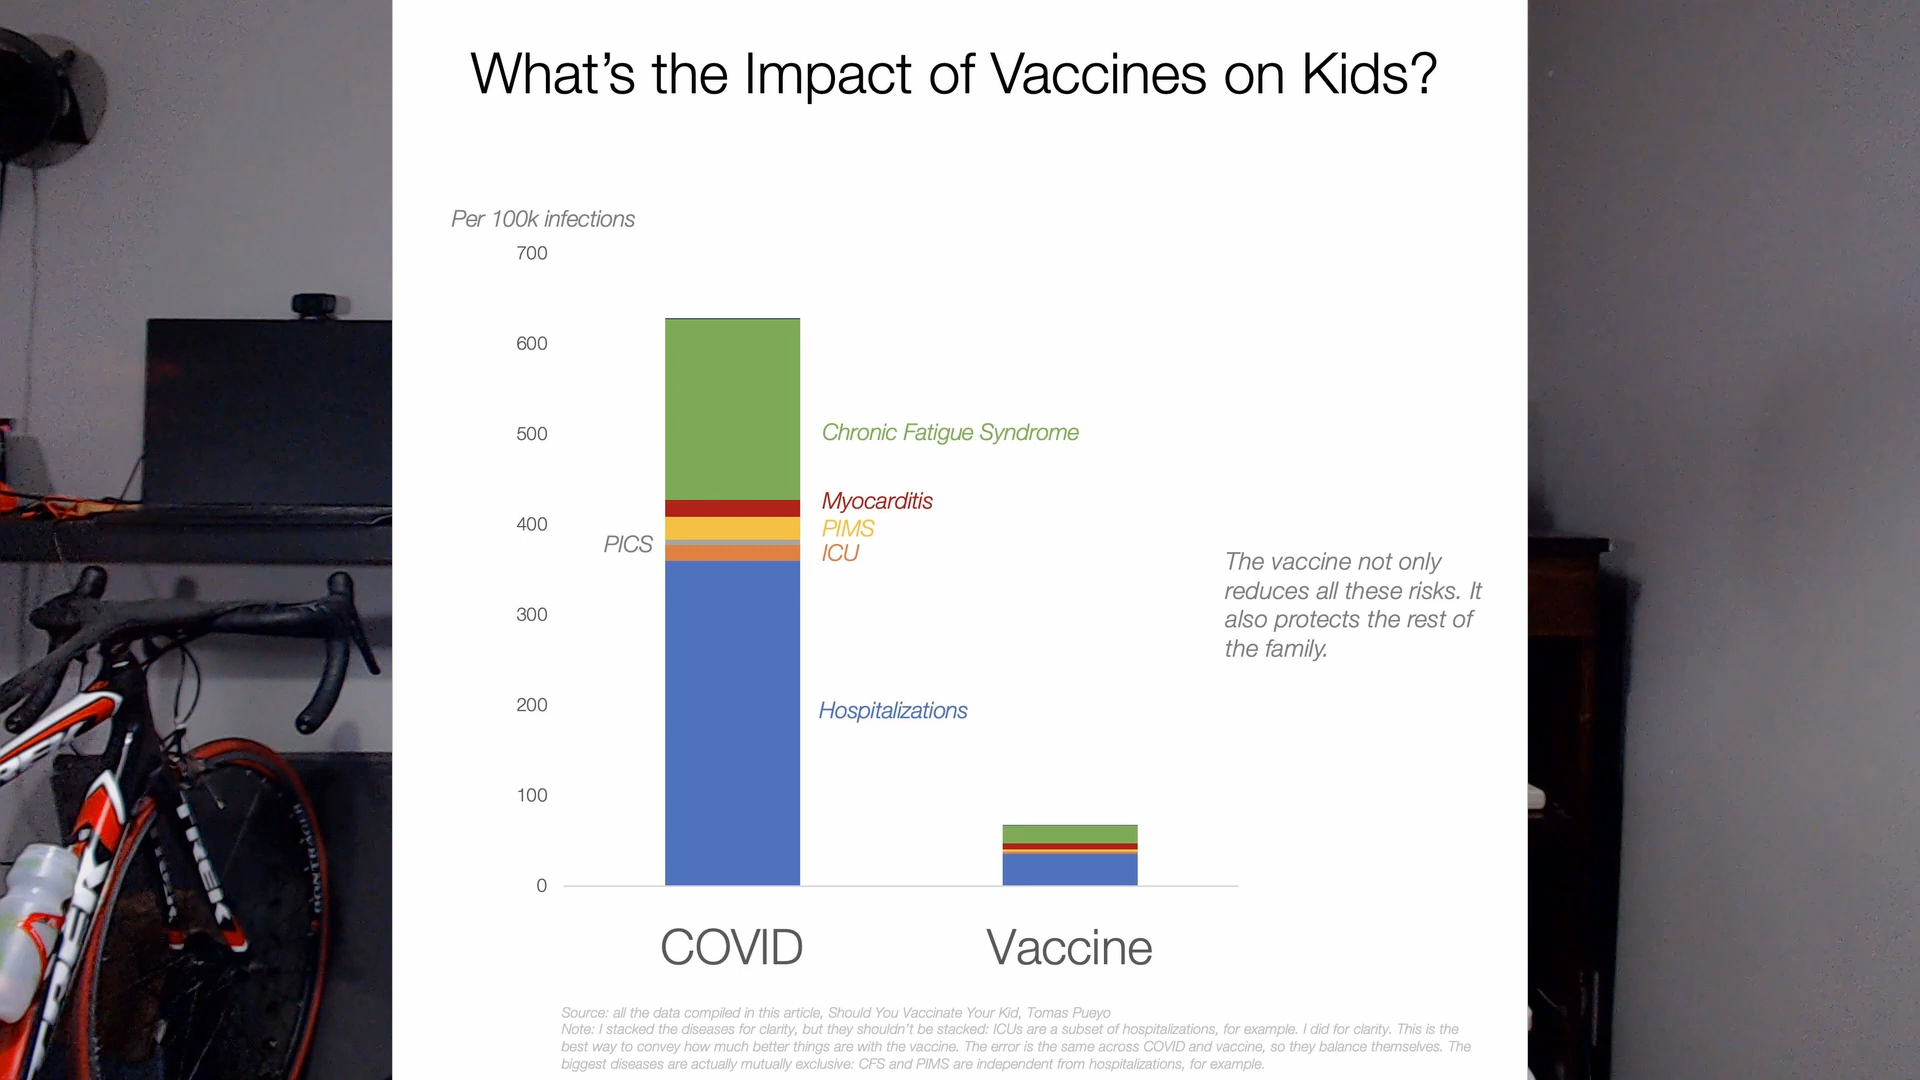 What's the Impact of Vaccines on Kids?
Per 100k infections
700
600
500
400
300
200
100
0
Chronic Fatigue Syndrome
Myocarditis
PIMS
ICU
PICS
Hospitalizations
The vaccine not only
reduces all these risks. It
also protects the rest of
the family.
COVID
Vaccine
Source: all the data compiled in this article, Should You Vaccinate Your Kid, Tomas Pueyo
Note: I stacked the diseases for clarity, but they shouldn't be stacked: ICUs are a subset of hospitalizations, for example. I did for clarity. This is the
best way to convey how much better things are with the vaccine. The error is the same across COVID and vaccine, so they balance themselves. The
biggest diseases are actually mutually exclusive: CFS and PIMS are independent from hospitalizations, for example.
TREK
BONTRAGER